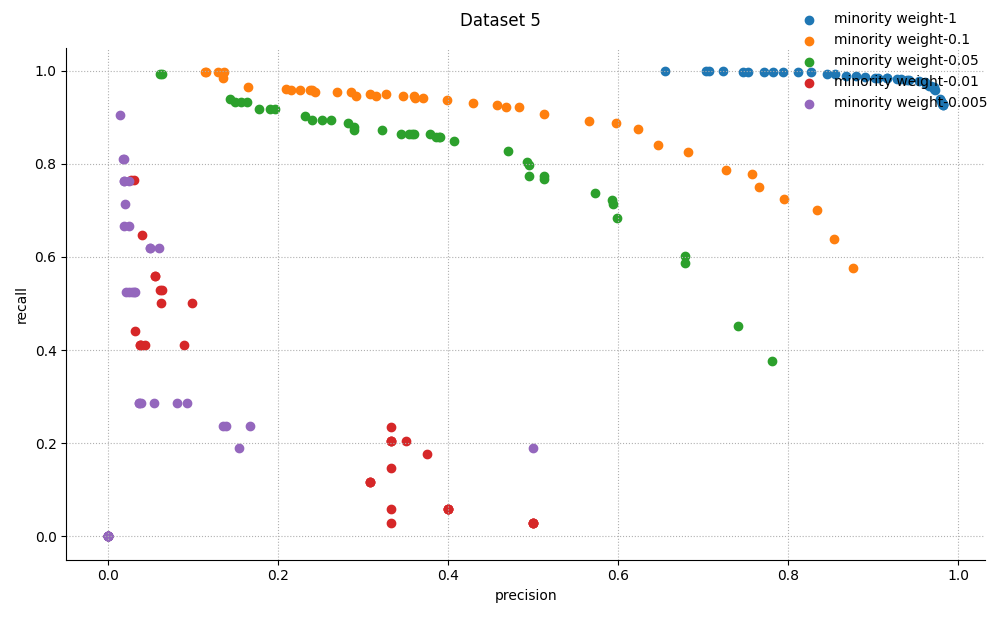 Dataset 5
minority weight-1
minority weight-0.1
minority weight-0.05
minority weight-0.01
minority weight-0.005
1.0
0.8
0.6
0.4
0.2
0.0
recall
0.0 0.2 0.4 0.6 0.8 1.0
precision